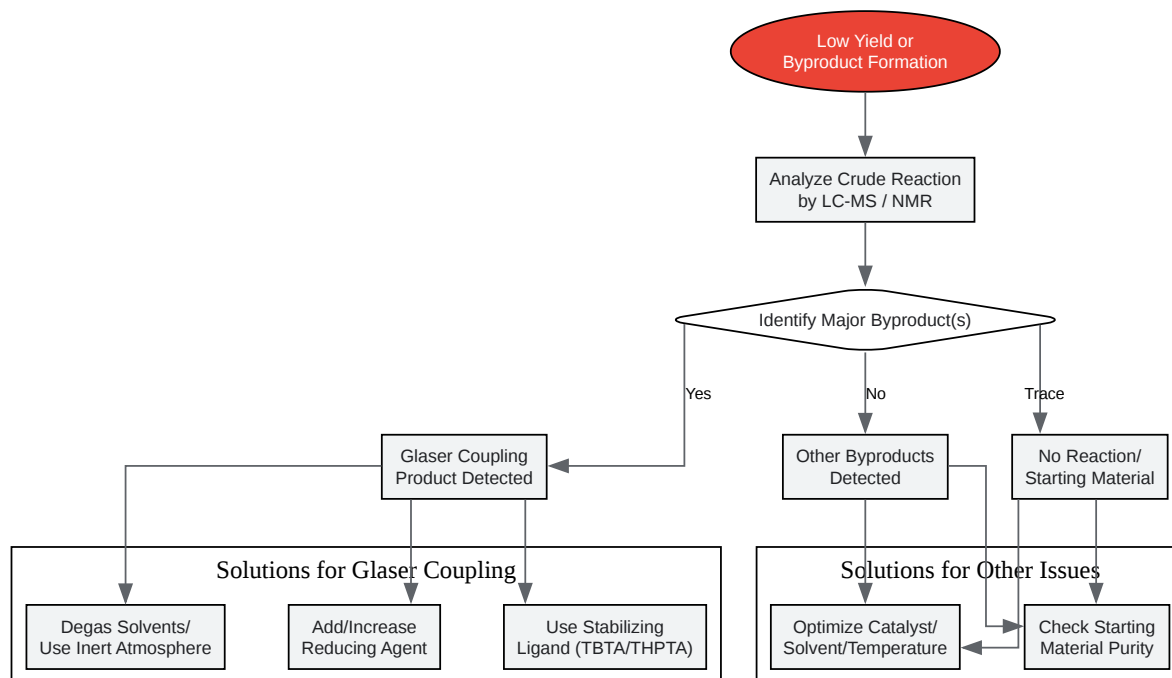 Low Yield or
Byproduct Formation
Analyze Crude Reaction
by LC-MS / NMR
Identify Major Byproduct(s)
Yes
No
Trace
Glaser Coupling
Product Detected
Other Byproducts
Detected
No Reaction/
Starting Material
Solutions for Glaser Coupling
Solutions for Other Issues
Degas Solvents/
Use Inert Atmosphere
Add/Increase
Reducing Agent
Use Stabilizing
Ligand (TBTA/THPTA)
Optimize Catalyst/
Solvent/Temperature
Check Starting
Material Purity